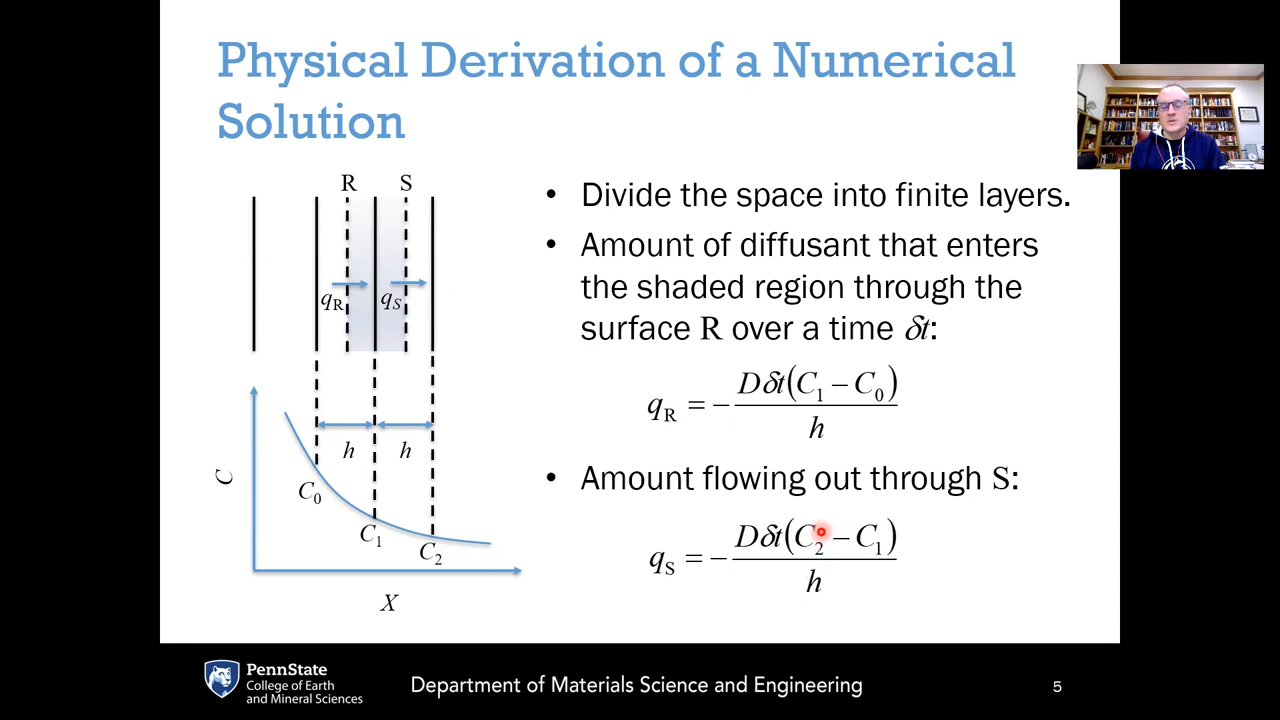 Physical Derivation of a Numerical
Solution
R S
q_R q_S
h h
C
C_0
C_1
C_2
X
• Divide the space into finite layers.
• Amount of diffusant that enters
the shaded region through the
surface R over a time δt:
q_R = − Dδt(C_1 − C_0) / h
• Amount flowing out through S:
q_S = − Dδt(C_2 − C_1) / h
PennState
College of Earth
and Mineral Sciences
Department of Materials Science and Engineering
5